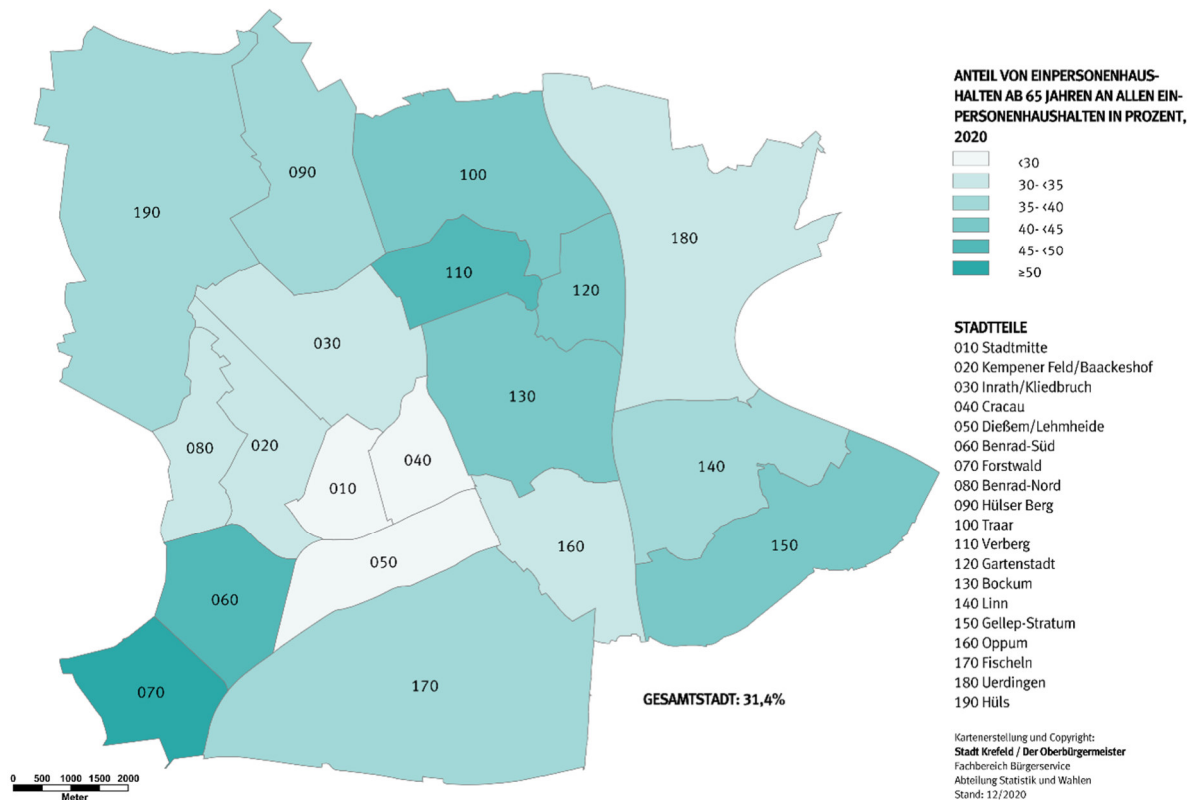 190
090
100
180
110
120
030
130
080
020
010
040
140
050
160
150
060
070
170
GESAMTSTADT: 31,4%
0 500 1000 1500 2000
Meter
ANTEIL VON EINPERSONENHAUS-
HALTEN AB 65 JAHREN AN ALLEN EIN-
PERSONENHAUSHALTEN IN PROZENT,
2020
<30
30- <35
35- <40
40- <45
45- <50
≥50
STADTTEILE
010 Stadtmitte
020 Kempener Feld/Baackeshof
030 Inrath/Kliedbruch
040 Cracau
050 Dießem/Lehmheide
060 Benrad-Süd
070 Forstwald
080 Benrad-Nord
090 Hülser Berg
100 Traar
110 Verberg
120 Gartenstadt
130 Bockum
140 Linn
150 Gellep-Stratum
160 Oppum
170 Fischeln
180 Uerdingen
190 Hüls
Kartenerstellung und Copyright:
Stadt Krefeld / Der Oberbürgermeister
Fachbereich Bürgerservice
Abteilung Statistik und Wahlen
Stand: 12/2020